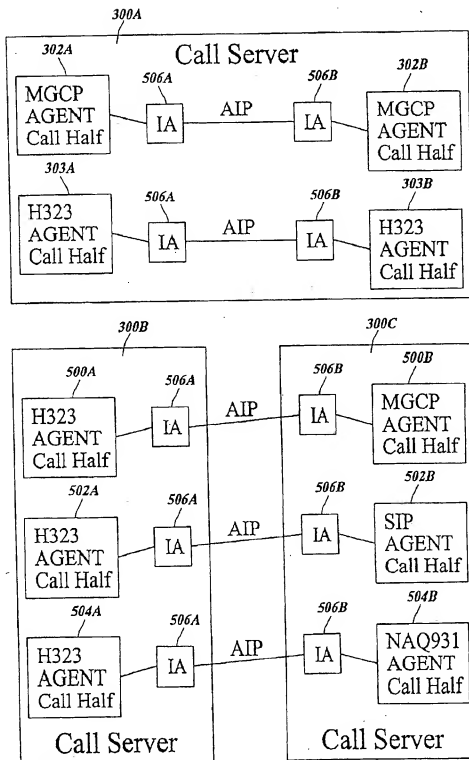 300A
Call Server
302A
506A
506B
302B
MGCP
AGENT
Call Half
IA
AIP
IA
MGCP
AGENT
Call Half
303A
506A
506B
303B
H323
AGENT
Call Half
IA
AIP
IA
H323
AGENT
Call Half
300B
300C
500A
506A
506B
500B
H323
AGENT
Call Half
IA
AIP
IA
MGCP
AGENT
Call Half
502A
506A
506B
502B
H323
AGENT
Call Half
IA
AIP
IA
SIP
AGENT
Call Half
504A
506A
506B
504B
H323
AGENT
Call Half
IA
AIP
IA
NAQ931
AGENT
Call Half
Call Server
Call Server